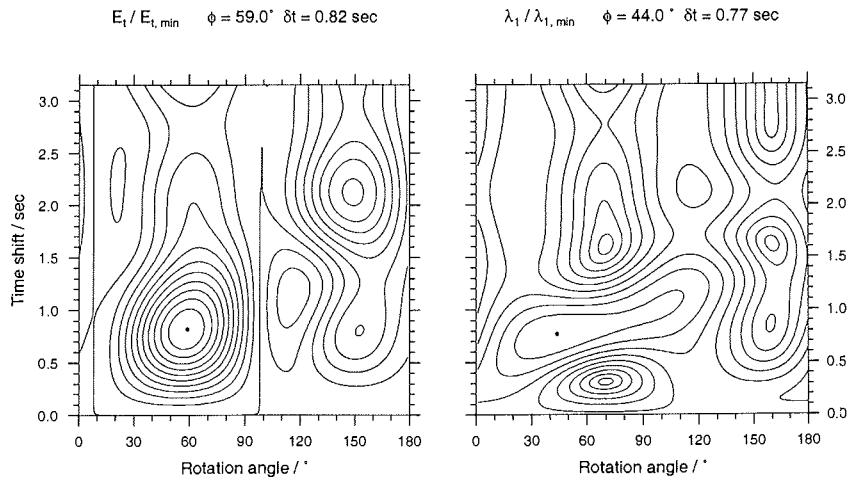 E_t / E_t, min    ϕ = 59.0° δt = 0.82 sec
λ_1 / λ_1, min    ϕ = 44.0° δt = 0.77 sec
Time shift / sec
3.0
2.5
2.0
1.5
1.0
0.5
0.0
0 30 60 90 120 150 180
Rotation angle / °
3.0
2.5
2.0
1.5
1.0
0.5
0.0
0 30 60 90 120 150 180
Rotation angle / °